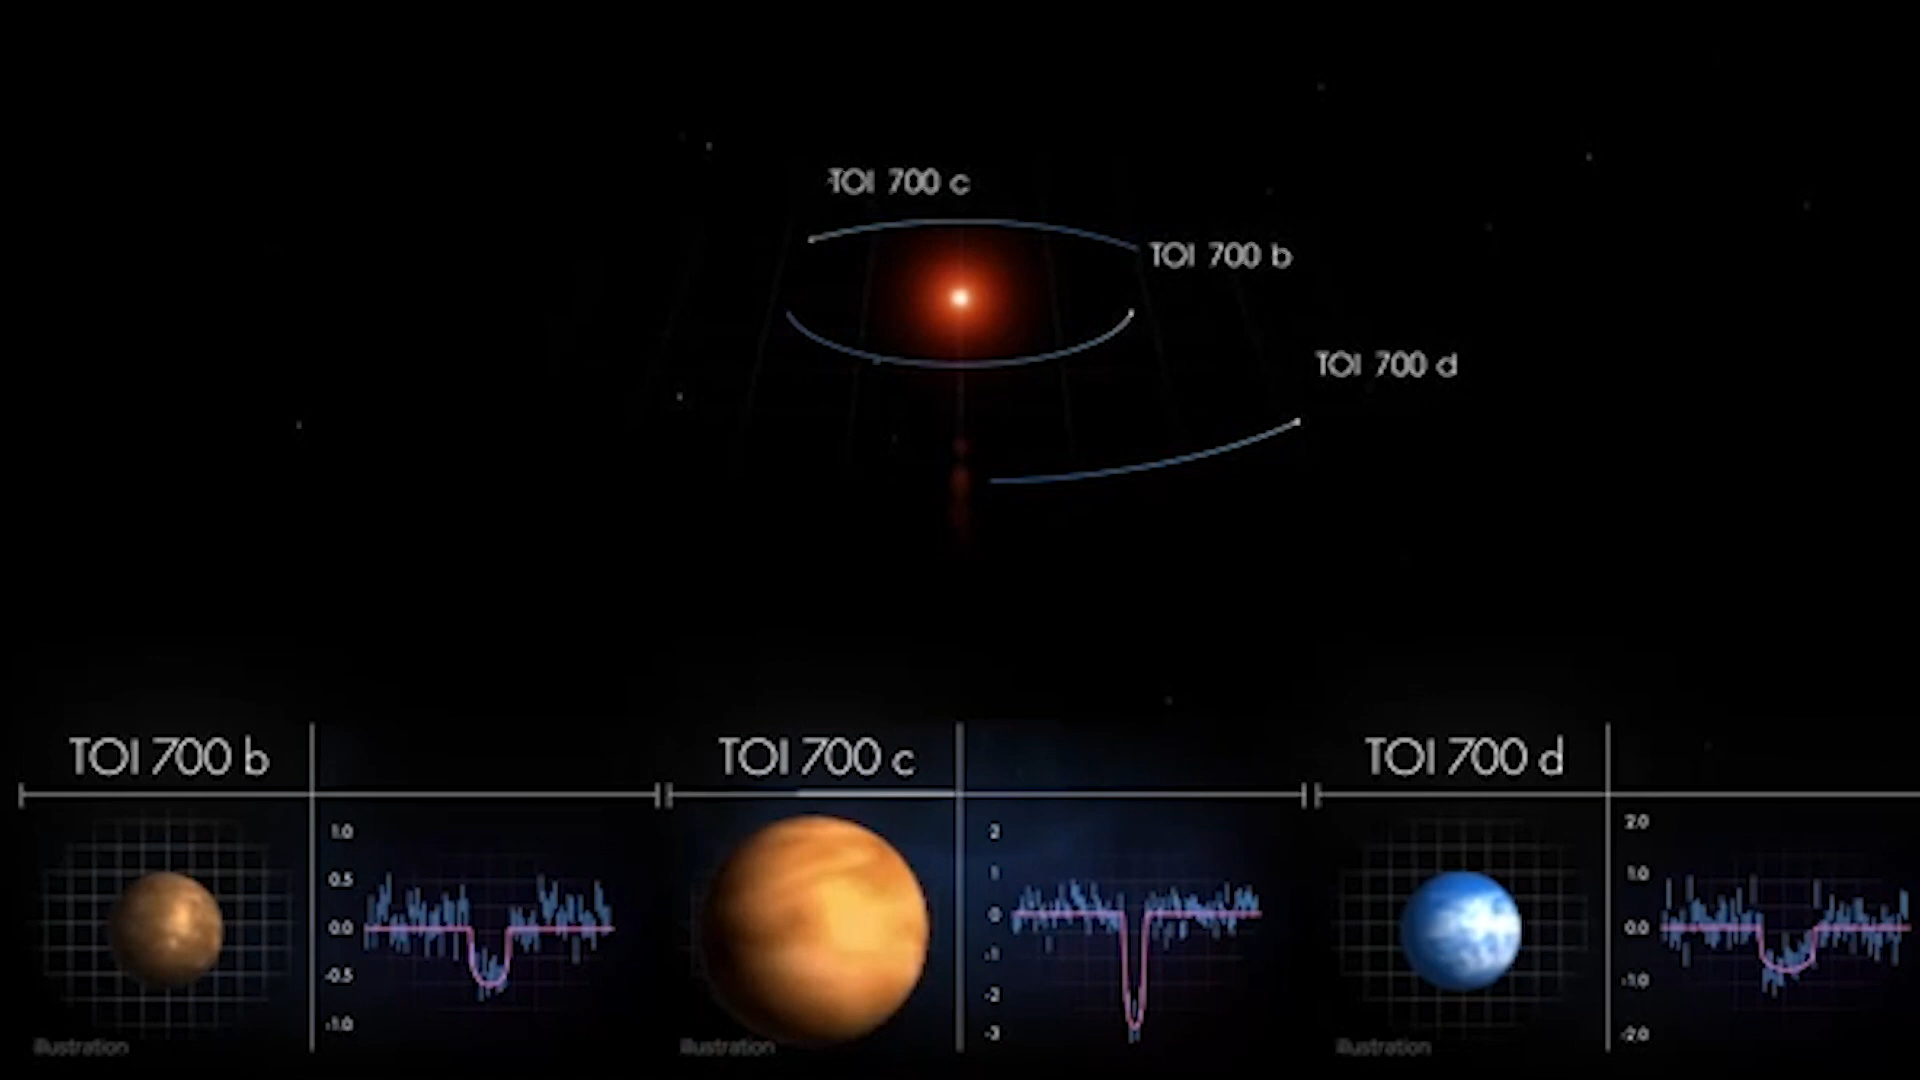 TOI 700 c
TOI 700 b
TOI 700 d
TOI 700 b
TOI 700 c
TOI 700 d
1.0
0.5
0.0
-0.5
-1.0
illustration
2
1
0
-1
-2
-3
illustration
2.0
1.0
0.0
-1.0
-2.0
illustration